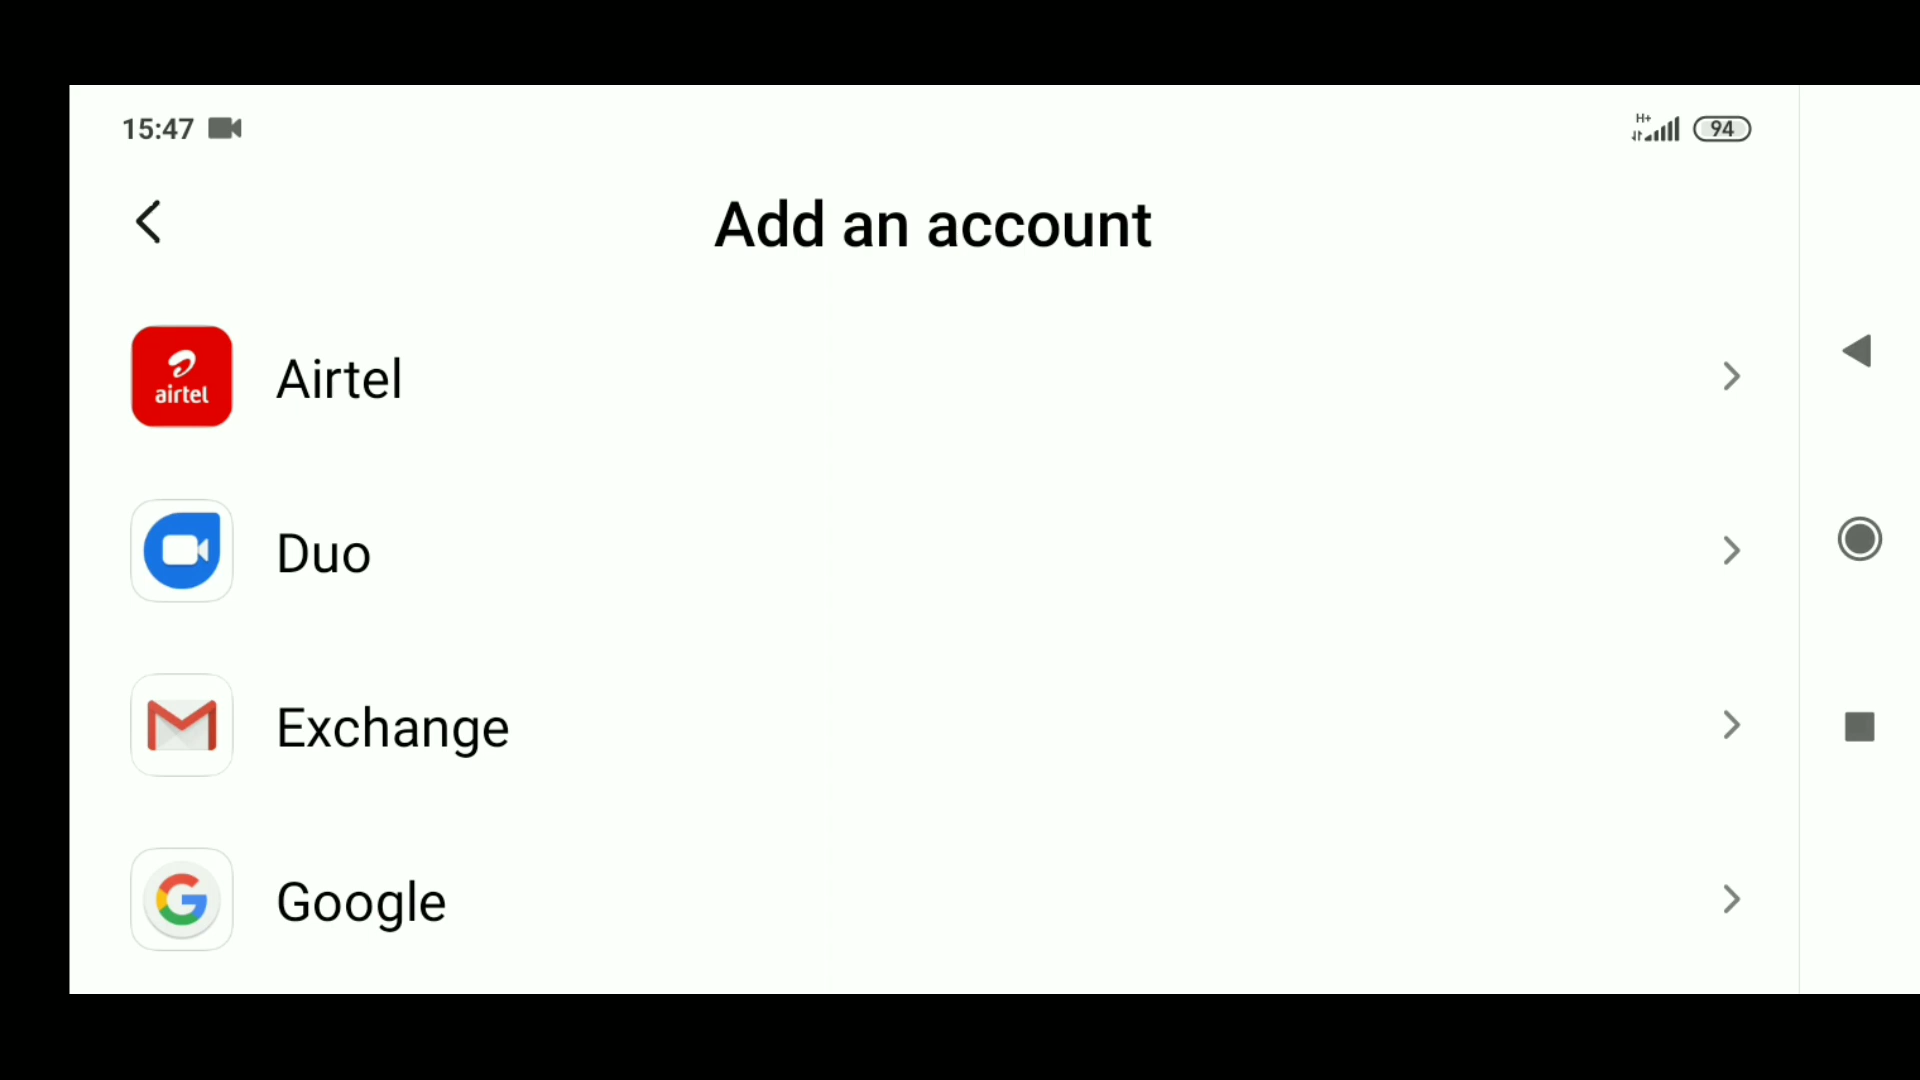 15:47
H+
94
Add an account
airtel
Airtel
Duo
Exchange
Google